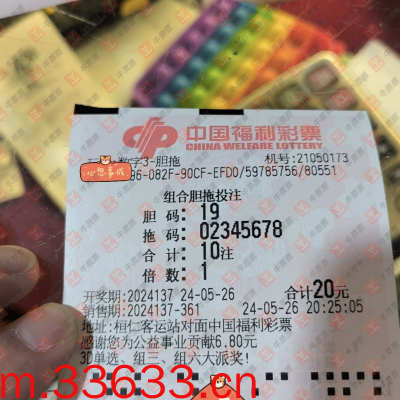 中国福利彩票
CHINA WELFARE LOTTERY
数字3-胆拖 机号:21050173
心想事成
96-082F-90CF-EFD0/59785756/80551
组合胆拖投注
胆 码: 19
拖 码: 02345678
合 计: 10注
倍 数: 1
开奖期:2024137 24-05-26 合计20元
销售期:2024137-361 24-05-26 20:25:05
地址:桓仁客运站对面中国福利彩票
感谢您为公益事业贡献6.80元
3D单选、组三、组六大派奖!
m.33633.cn